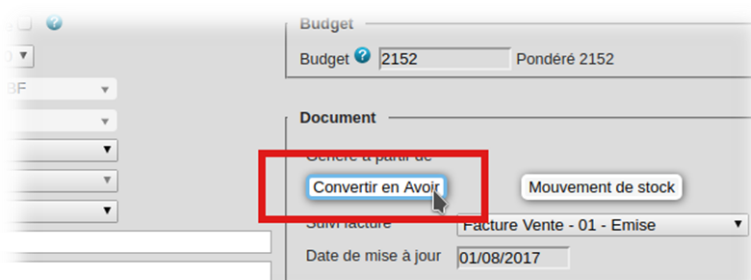 Budget
BF
Budget ? 2152 Pondéré 2152
Document
Généré à partir de
Convertir en Avoir Mouvement de stock
Suivi facture Facture Vente - 01 - Emise
Date de mise à jour 01/08/2017